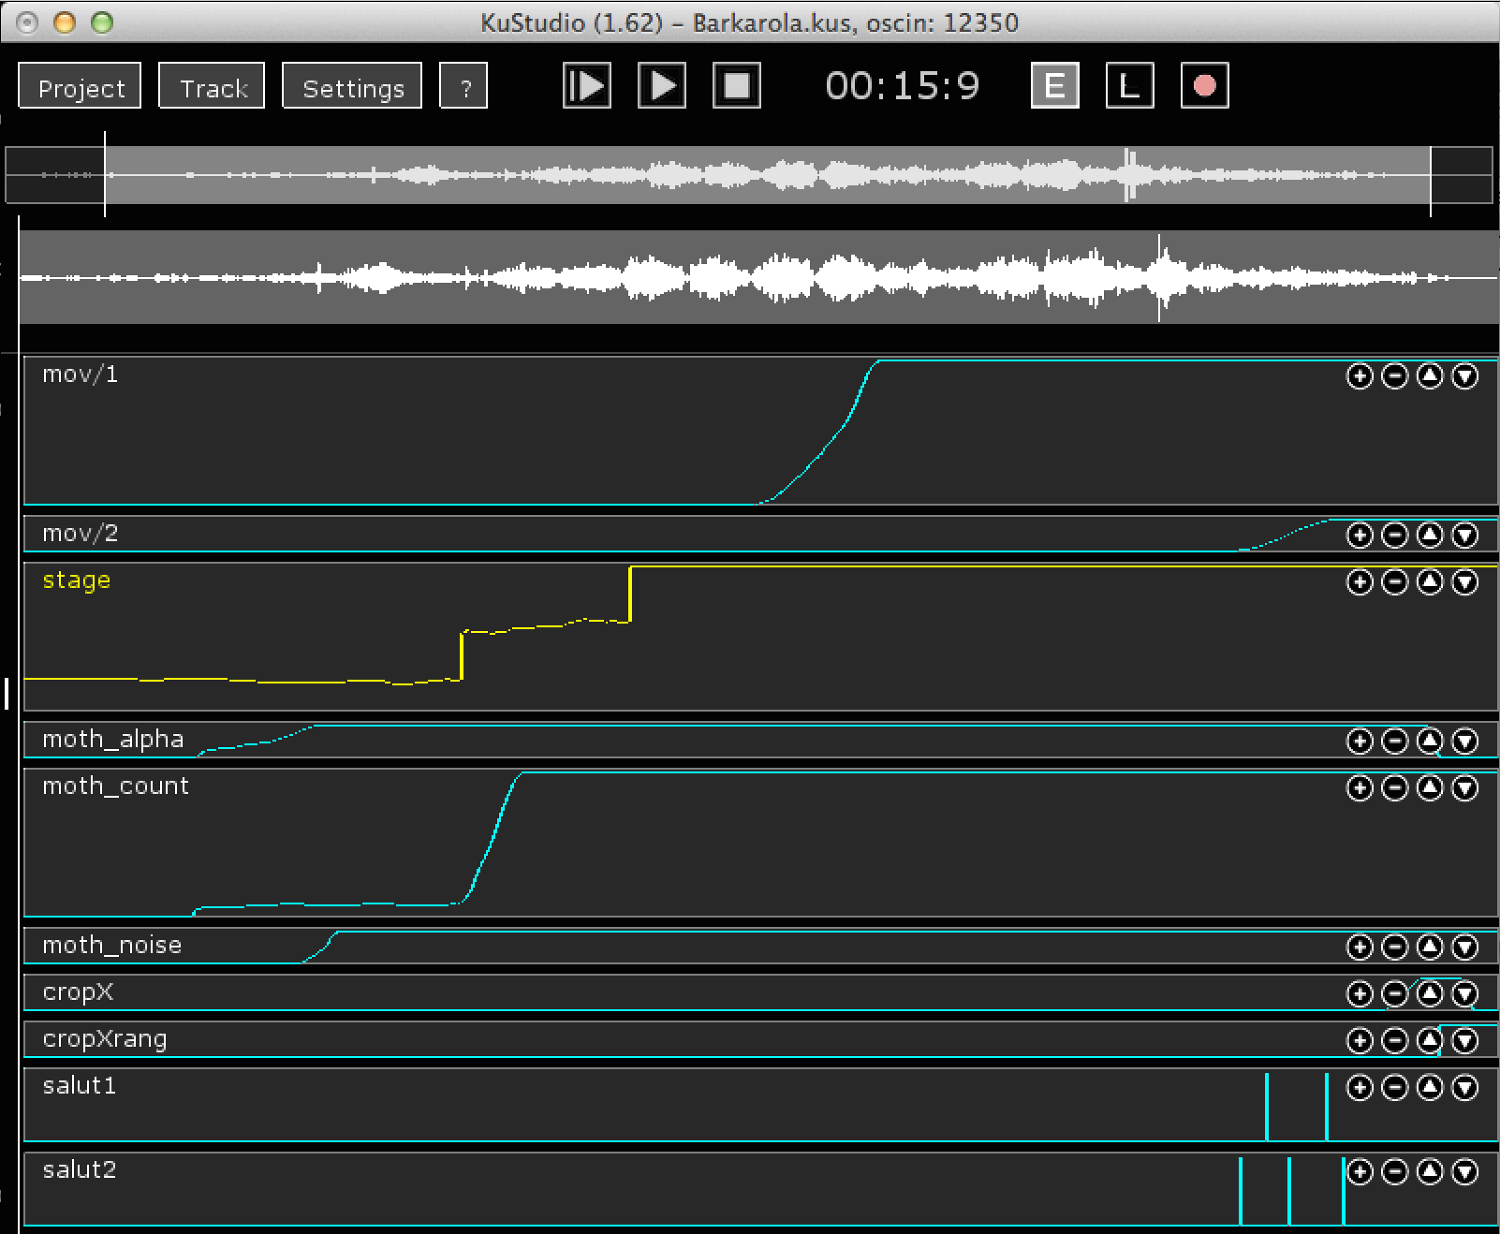 KuStudio (1.62) – Barkarola.kus, oscin: 12350
Project Track Settings ? 00:15:9 E L
mov/1
mov/2
stage
moth_alpha
moth_count
moth_noise
cropX
cropXrang
salut1
salut2